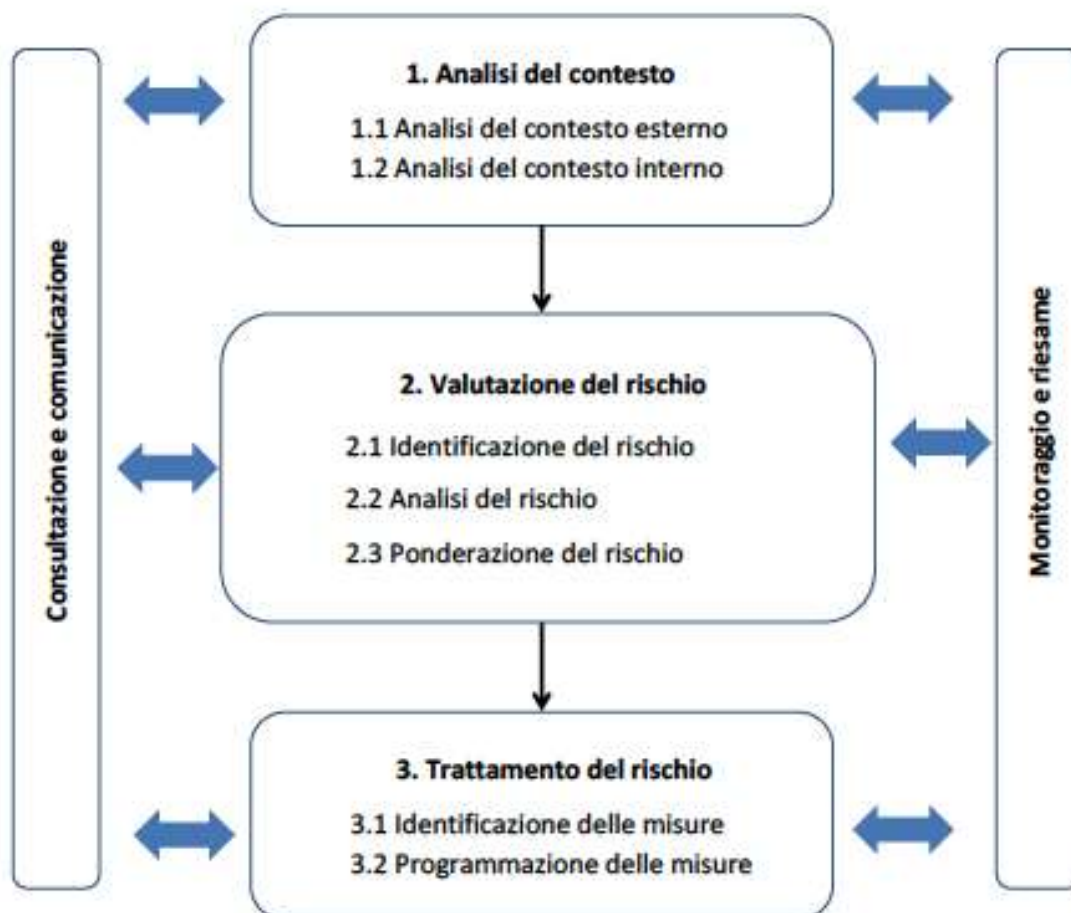 Consultazione e comunicazione
1. Analisi del contesto
1.1 Analisi del contesto esterno
1.2 Analisi del contesto interno
2. Valutazione del rischio
2.1 Identificazione del rischio
2.2 Analisi del rischio
2.3 Ponderazione del rischio
3. Trattamento del rischio
3.1 Identificazione delle misure
3.2 Programmazione delle misure
Monitoraggio e riesame